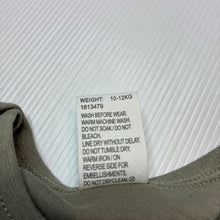 WEIGHT: 10-12KG
1613479
WASH BEFORE WEAR.
WARM MACHINE WASH.
DO NOT SOAK / DO NOT
BLEACH.
LINE DRY WITHOUT DELAY.
DO NOT TUMBLE DRY.
WARM IRON / ON
REVERSE SIDE FOR
EMBELLISHMENTS.
DO NOT DRYCLEAN.